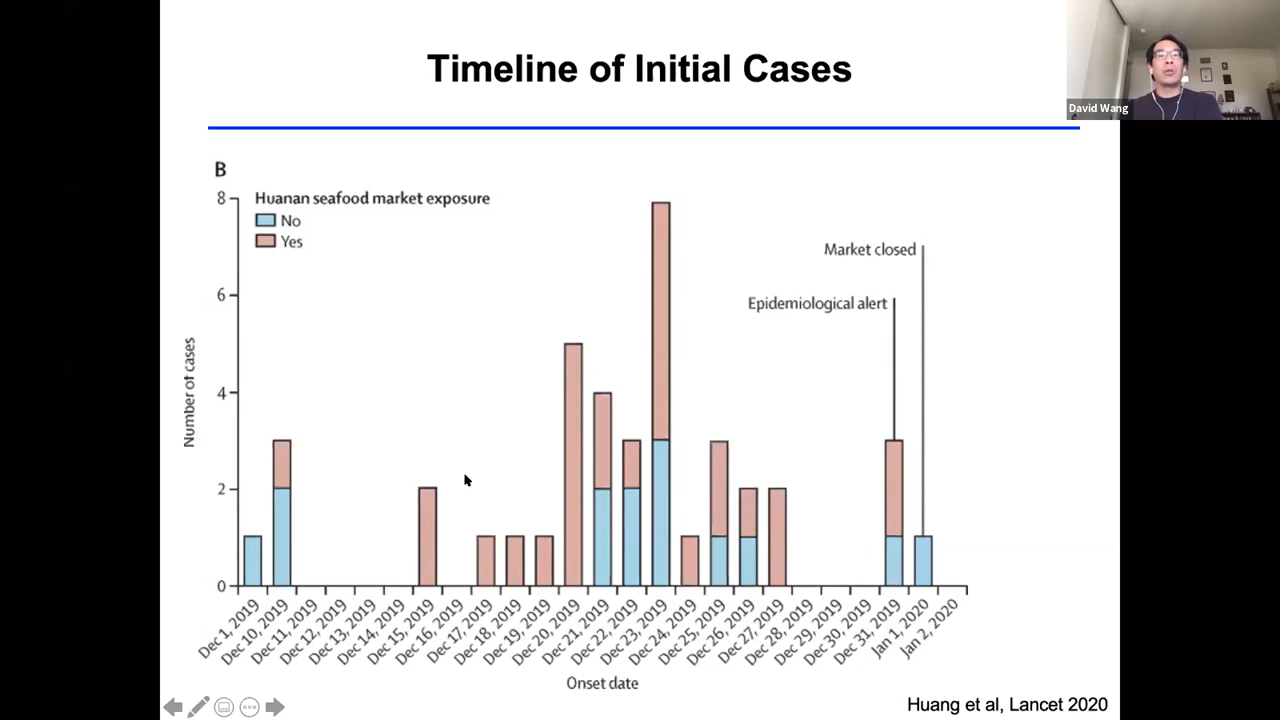 Timeline of Initial Cases
David Wang
B
Huanan seafood market exposure
No
Yes
8
6
4
2
0
Number of cases
Market closed
Epidemiological alert
Dec 1, 2019
Dec 10, 2019
Dec 11, 2019
Dec 12, 2019
Dec 13, 2019
Dec 14, 2019
Dec 15, 2019
Dec 16, 2019
Dec 17, 2019
Dec 18, 2019
Dec 19, 2019
Dec 20, 2019
Dec 21, 2019
Dec 22, 2019
Dec 23, 2019
Dec 24, 2019
Dec 25, 2019
Dec 26, 2019
Dec 27, 2019
Dec 28, 2019
Dec 29, 2019
Dec 30, 2019
Dec 31, 2019
Jan 1, 2020
Jan 2, 2020
Onset date
Huang et al, Lancet 2020